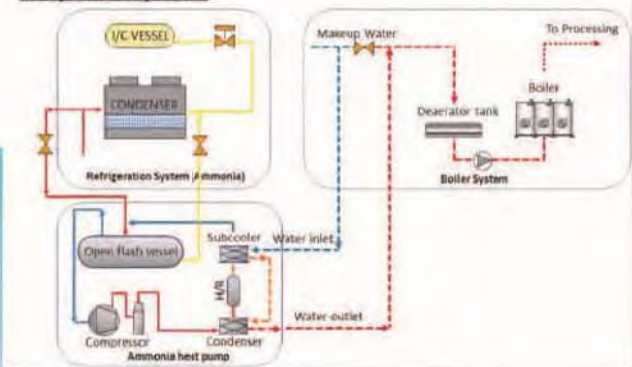 I/C VESSEL
CONDENSER
Refrigeration System (Ammonia)
Makeup Water
To Processing
Boiler
Deaerator tank
Boiler System
Open flash vessel
Subcooler
Water inlet
H/R
Water outlet
Compressor
Condenser
Ammonia heat pump